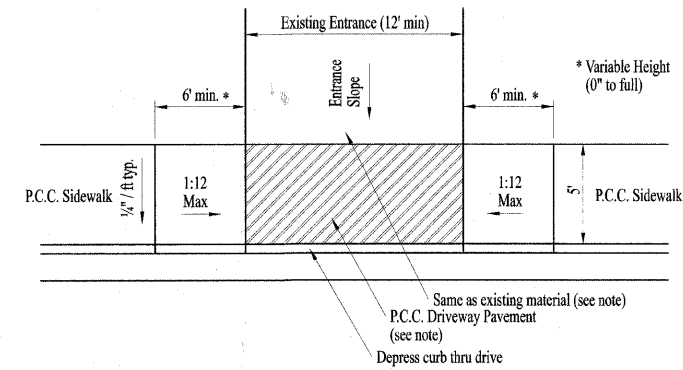 Existing Entrance (12' min)
* Variable Height
(0" to full)
Entrance
Slope
6' min. *
6' min. *
P.C.C. Sidewalk
¼" / ft typ.
1:12
Max
1:12
Max
5'
P.C.C. Sidewalk
Same as existing material (see note)
P.C.C. Driveway Pavement
(see note)
Depress curb thru drive